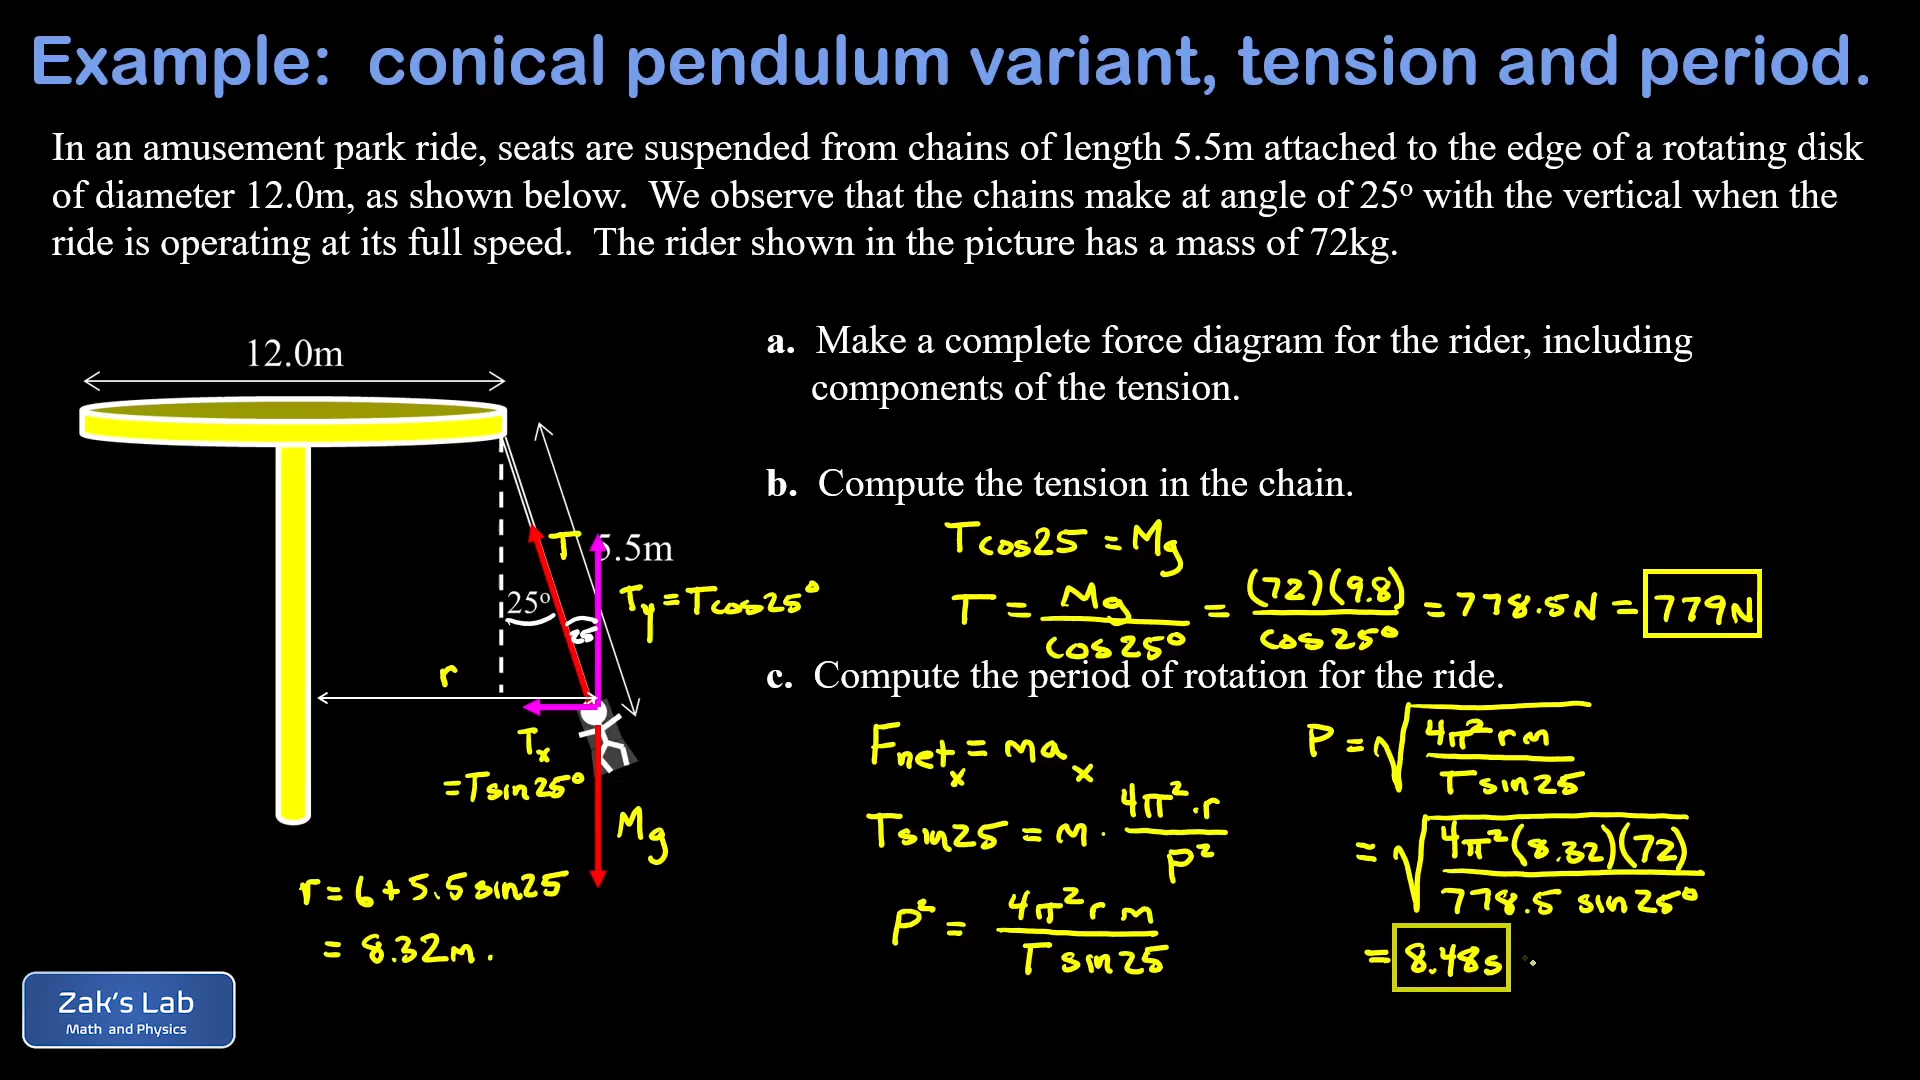 Example: conical pendulum variant, tension and period.
In an amusement park ride, seats are suspended from chains of length 5.5m attached to the edge of a rotating disk
of diameter 12.0m, as shown below. We observe that the chains make at angle of 25º with the vertical when the
ride is operating at its full speed. The rider shown in the picture has a mass of 72kg.
12.0m
T
5.5m
25º
25
Ty = Tcos25°
r
Tx
= Tsin25°
Mg
r = 6 + 5.5 sin25
= 8.32m.
a. Make a complete force diagram for the rider, including
components of the tension.
b. Compute the tension in the chain.
Tcos25 = Mg
T = Mg / cos25° = (72)(9.8) / cos25° = 778.5N = 779N
c. Compute the period of rotation for the ride.
Fnetx = max
Tsin25 = m · 4π²·r / P²
P² = 4π²rm / Tsin25
P = √(4π²rm / Tsin25)
= √(4π²(8.32)(72) / 778.5 sin25°)
= 8.48s
Zak's Lab
Math and Physics